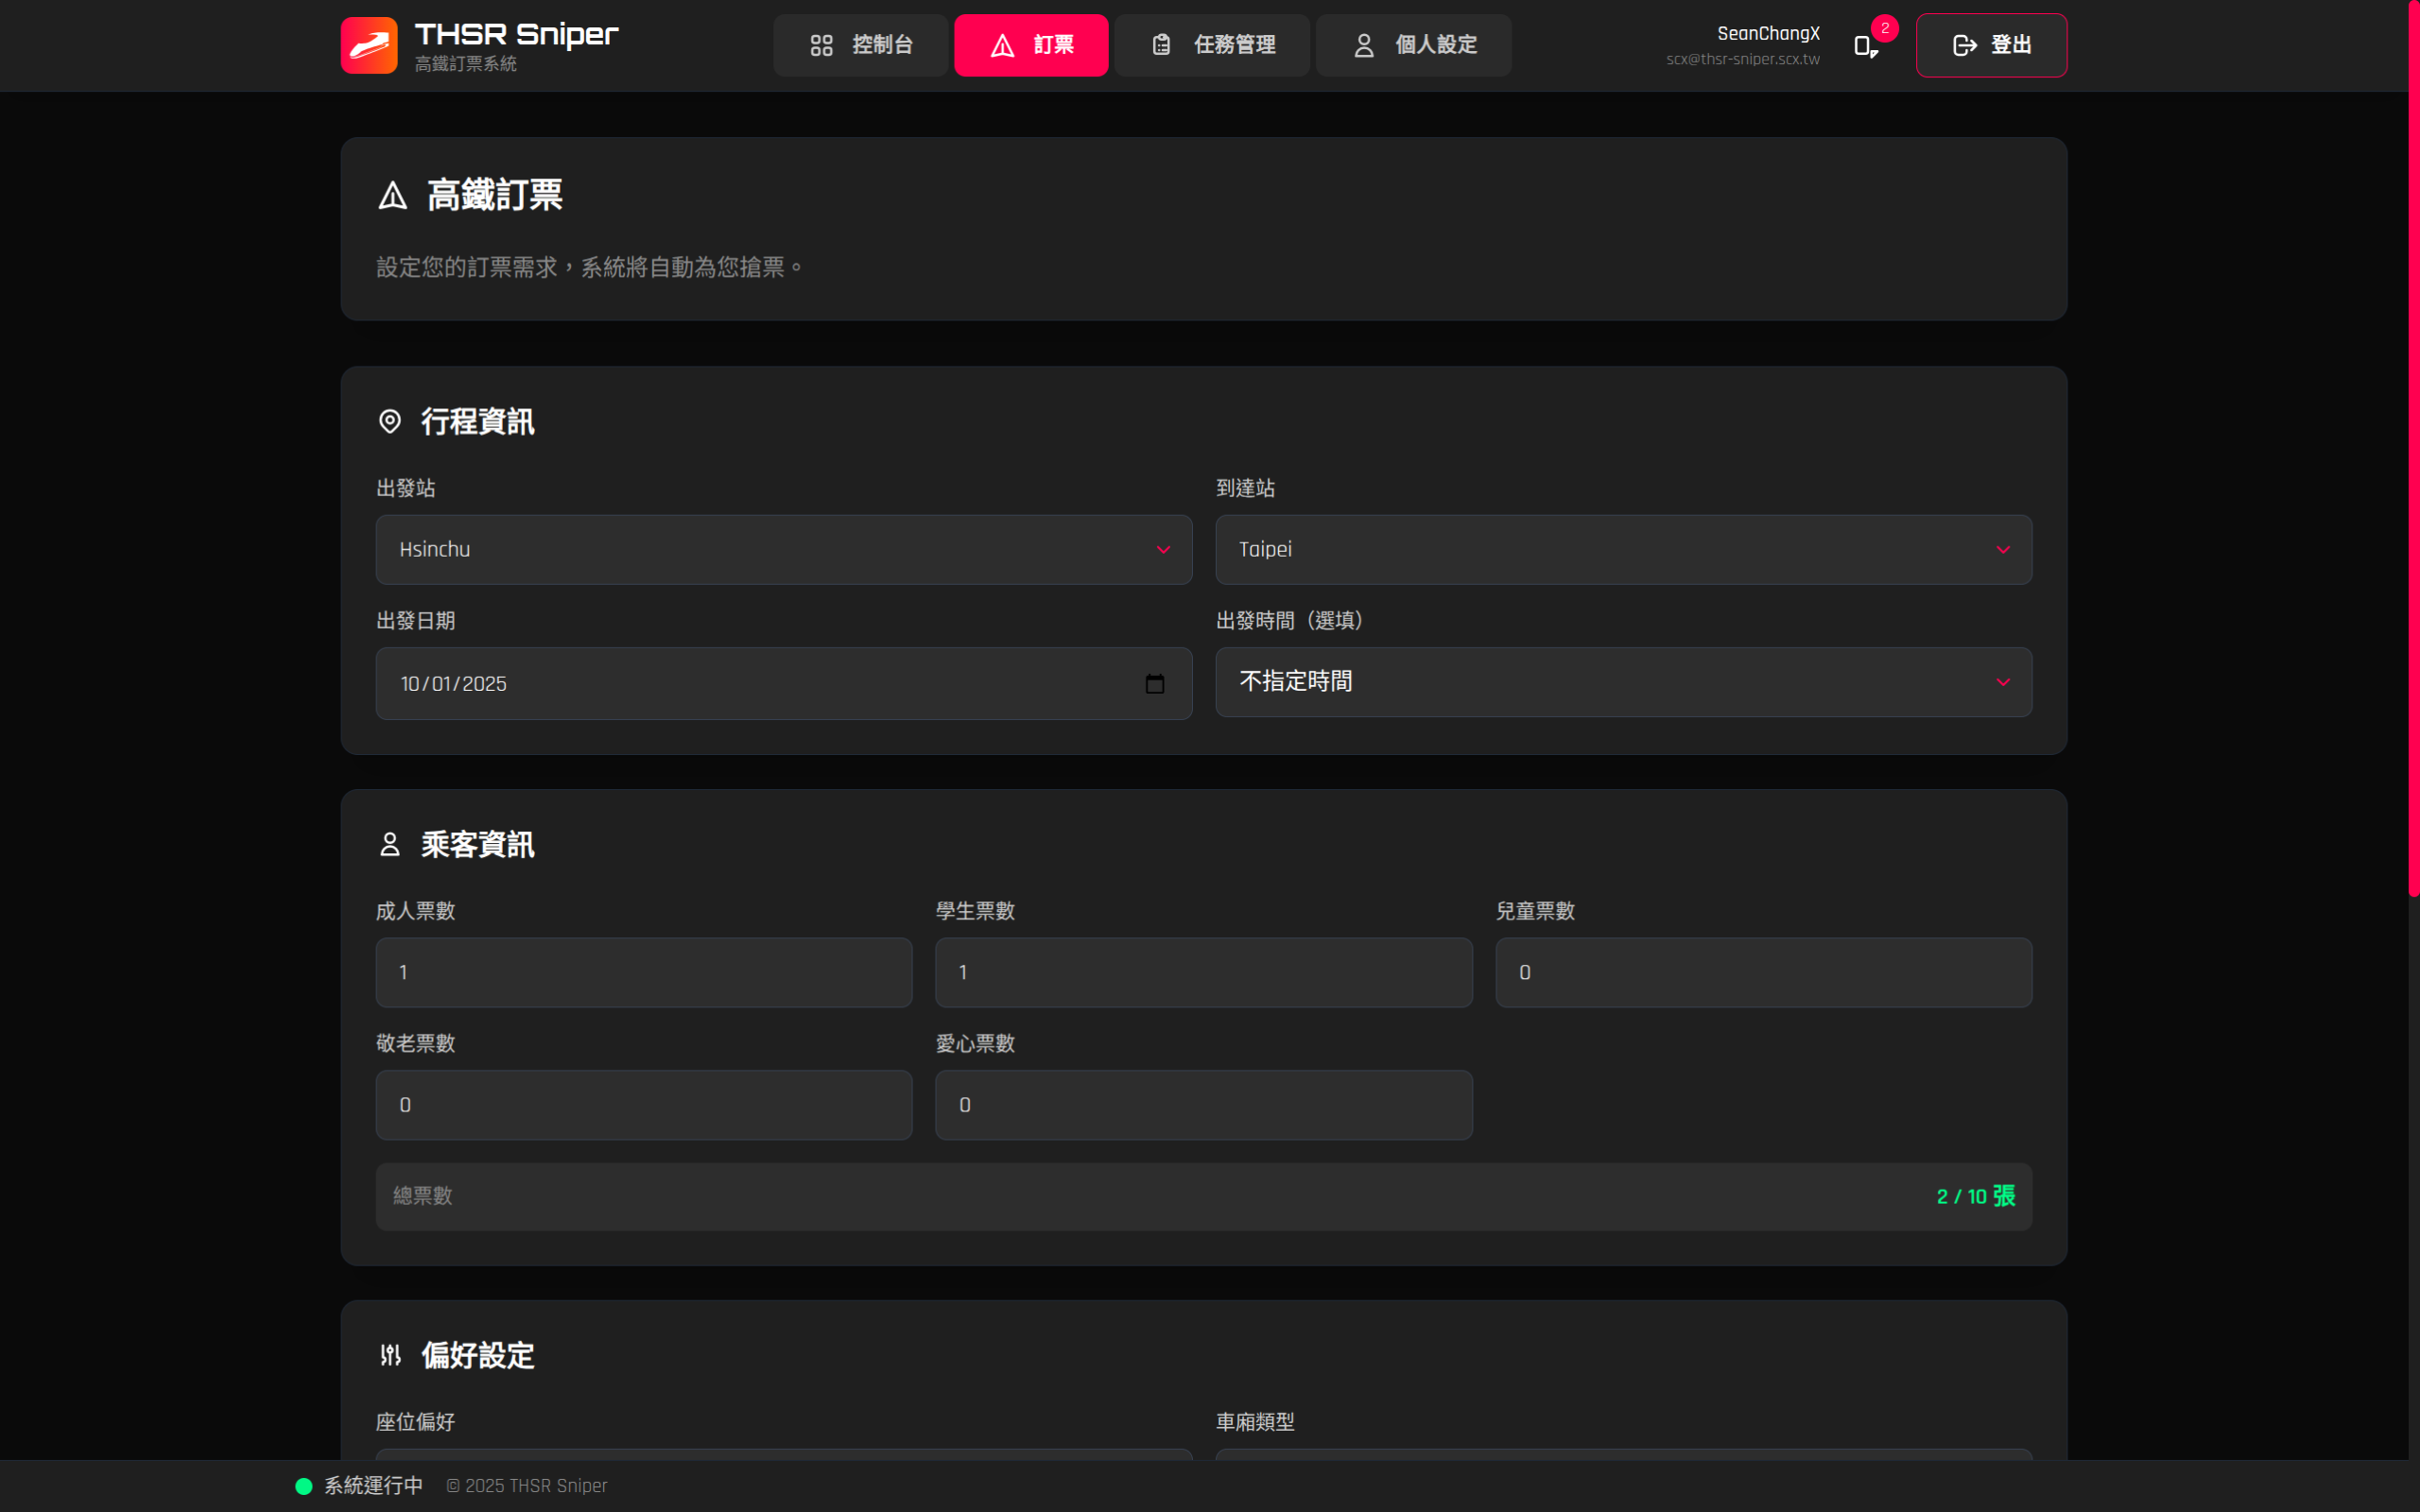 THSR Sniper
高鐵訂票系統
控制台
訂票
任務管理
個人設定
SeanChangX
scx@thsr-sniper.scx.tw
2
登出
高鐵訂票
設定您的訂票需求，系統將自動為您搶票。
行程資訊
出發站
到達站
Hsinchu
Taipei
出發日期
出發時間（選填）
10/01/2025
不指定時間
乘客資訊
成人票數
學生票數
兒童票數
1
1
0
敬老票數
愛心票數
0
0
總票數
2 / 10 張
偏好設定
座位偏好
車廂類型
系統運行中
© 2025 THSR Sniper